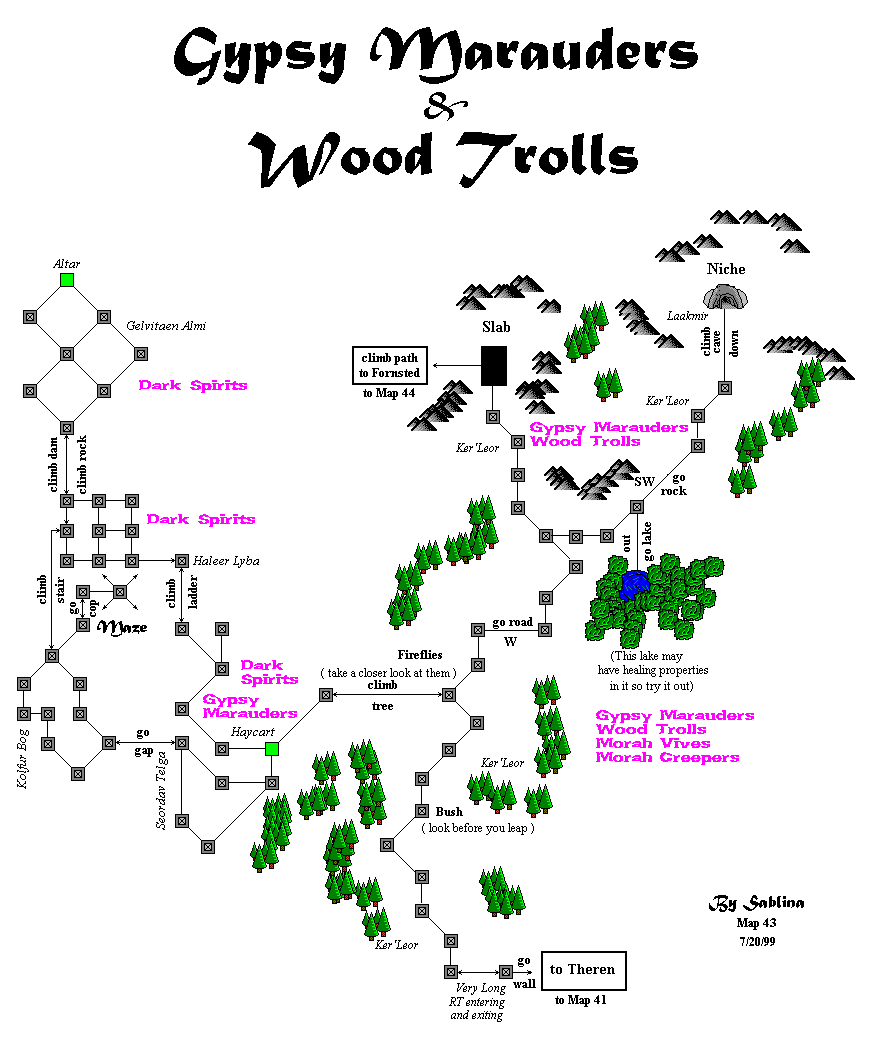 Gypsy Marauders
&
Wood Trolls
Altar
Gelvitaen Almi
Dark Spirits
climb dam
climb rock
Dark Spirits
Haleer Lyba
climb
stair
go
cop
climb
ladder
Maze
Dark
Spirits
Gypsy
Marauders
Haycart
Kolfur Bog
go
gap
Seordav Telga
Niche
Laakmir
climb
cave
down
Slab
climb path
to Fornsted
to Map 44
Ker'Leor
Ker'Leor
Gypsy Marauders
Wood Trolls
SW
go
rock
out
go lake
go road
W
Fireflies
( take a closer look at them )
climb
tree
(This lake may
have healing properties
in it so try it out)
Gypsy Marauders
Wood Trolls
Morah Vives
Morah Creepers
Ker'Leor
Bush
( look before you leap )
Ker'Leor
By Sablina
Map 43
7/20/99
go
wall
to Theren
to Map 41
Very Long
RT entering
and exiting